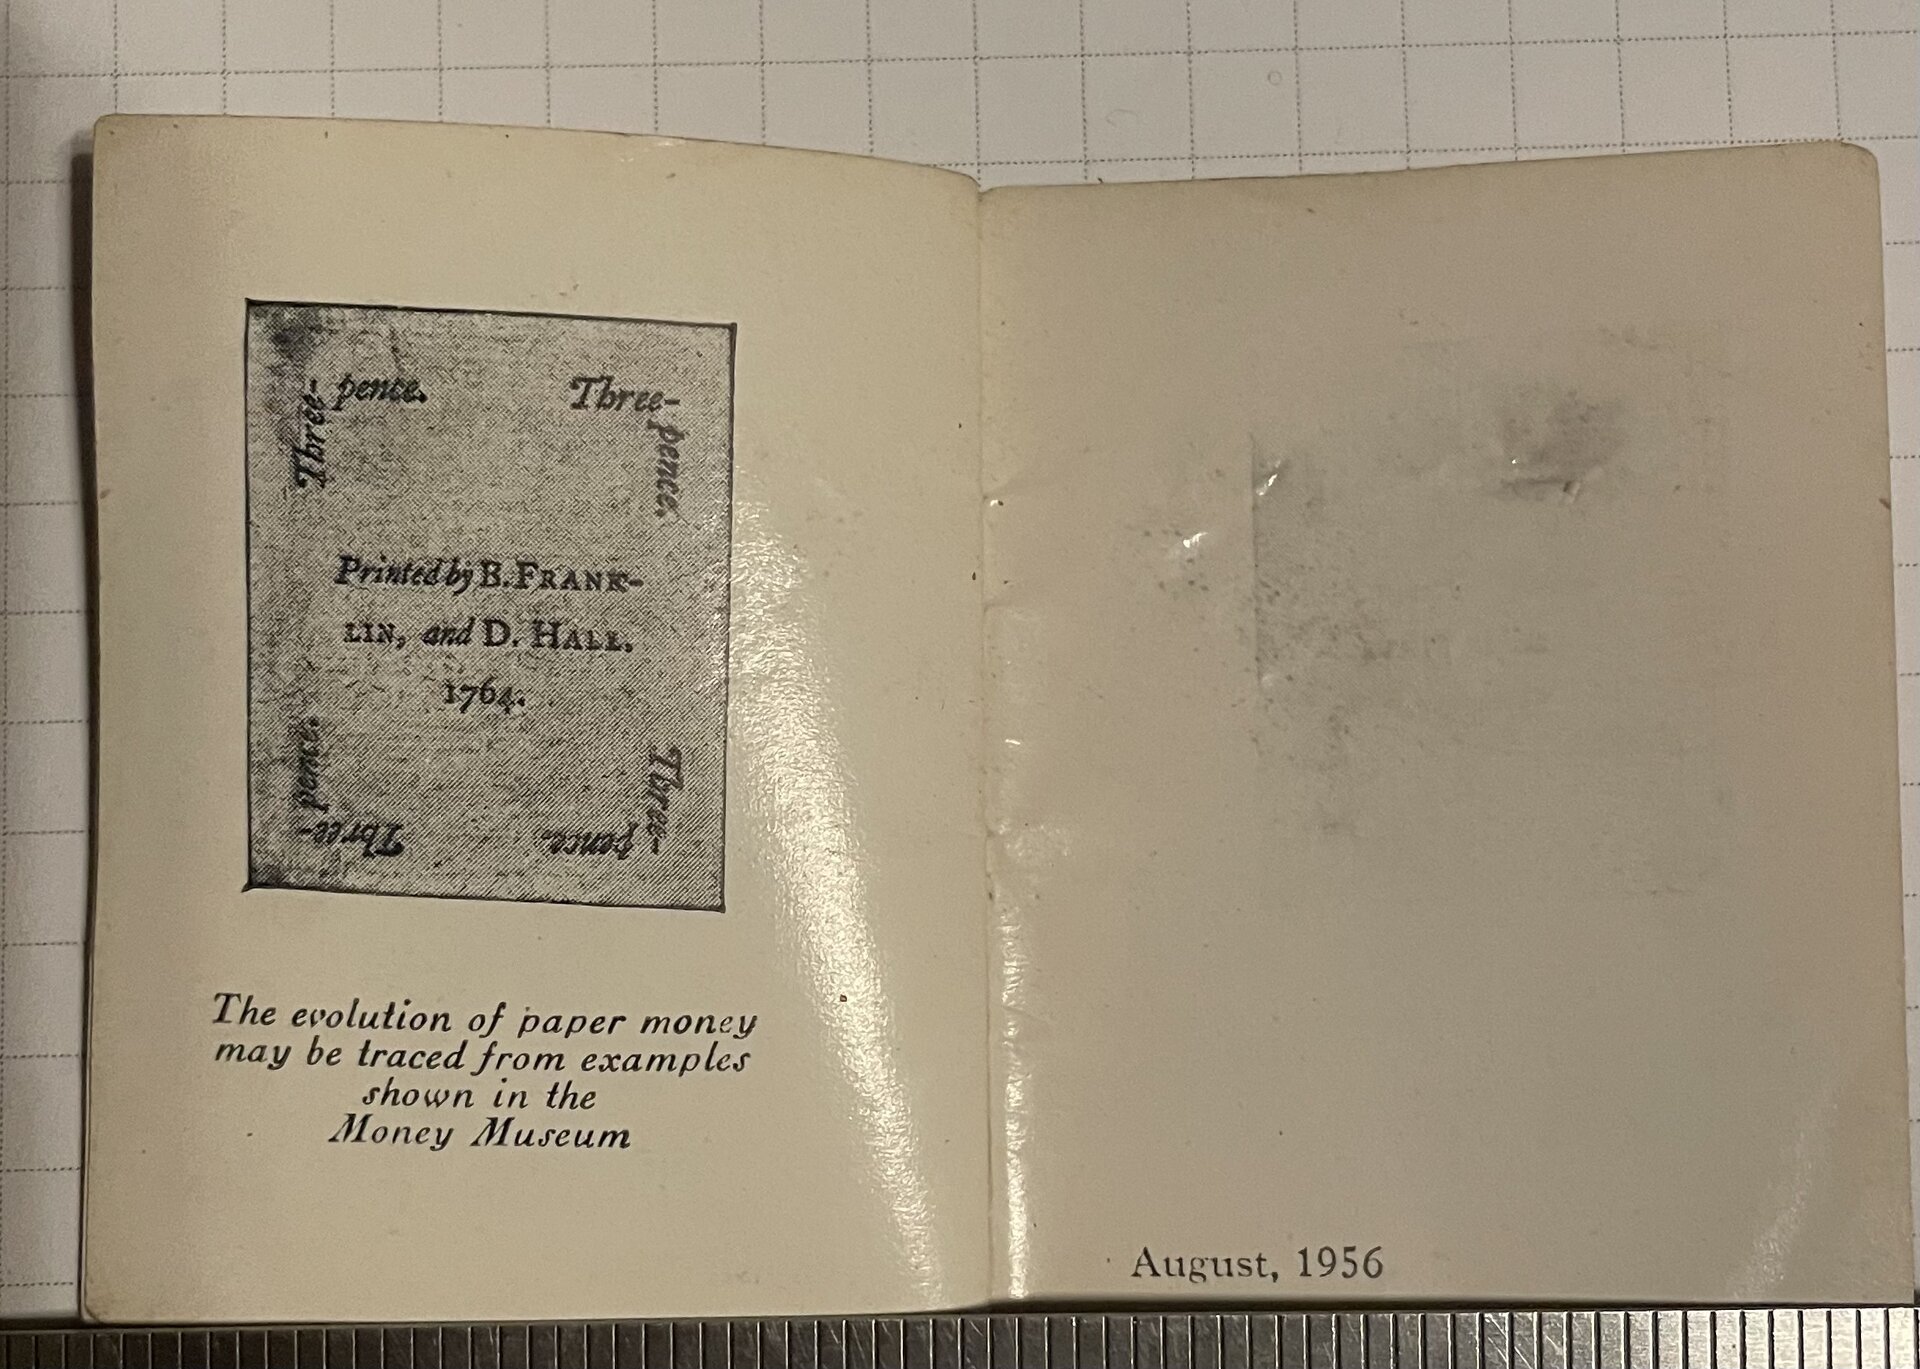 Three-
pence.
Three-
pence.
Printed by B. FRANK-
LIN, and D. HALL.
1764.
Three-
pence.
Three-
pence.
The evolution of paper money
may be traced from examples
shown in the
Money Museum
August, 1956